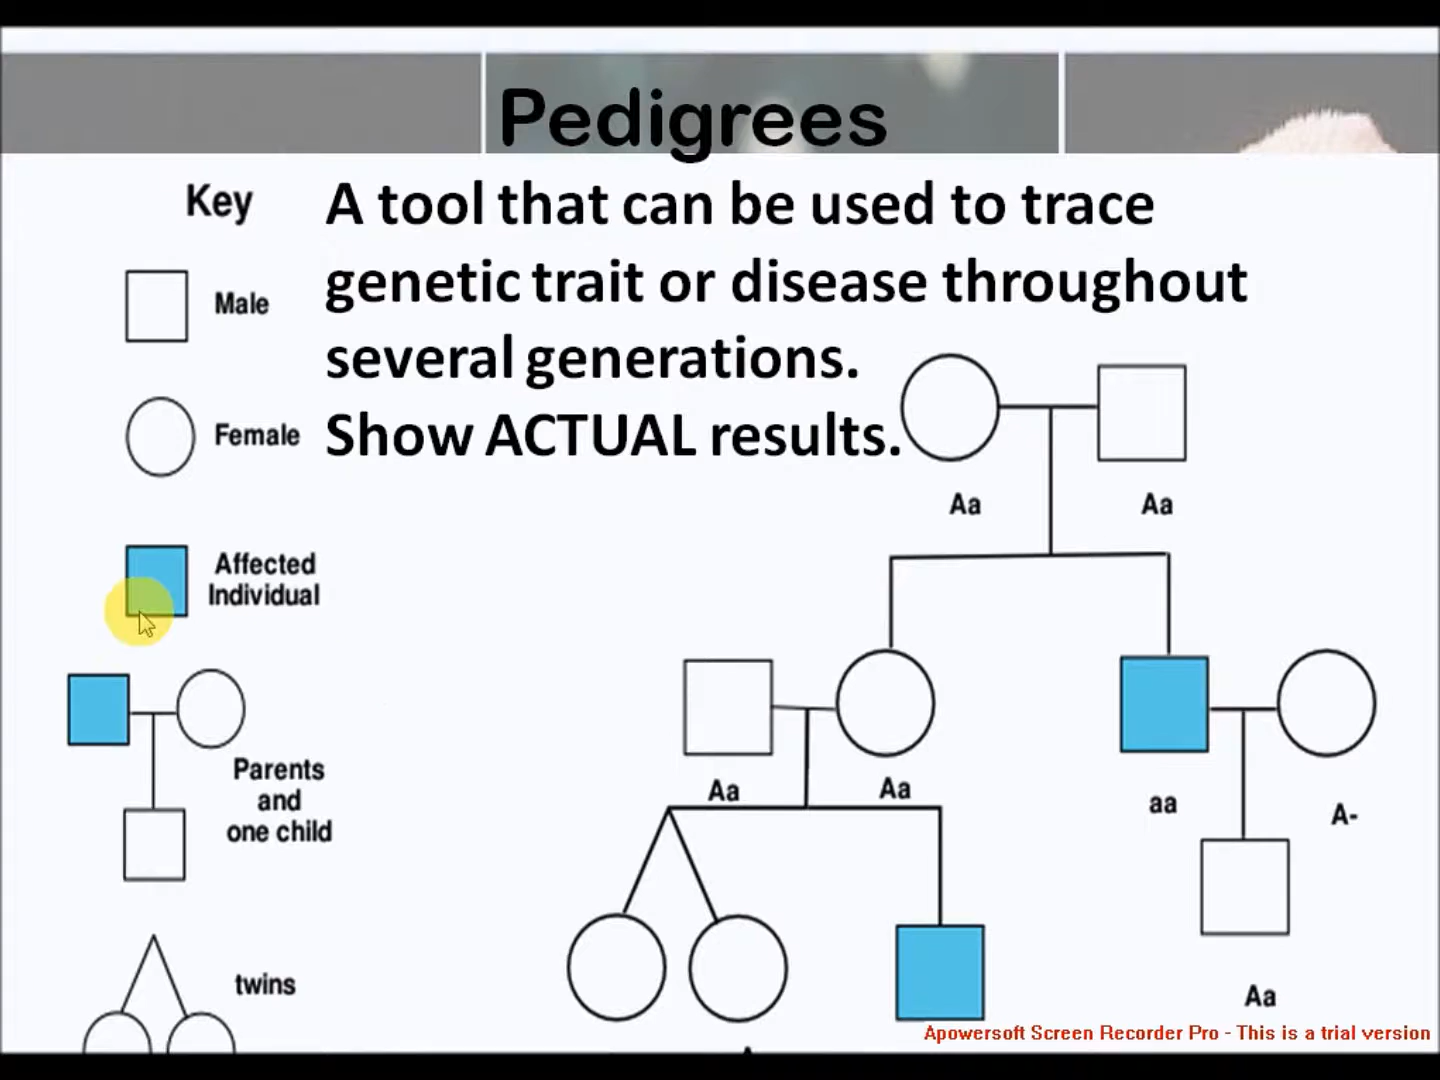 Pedigrees
Key
A tool that can be used to trace
genetic trait or disease throughout
several generations.
Show ACTUAL results.
Male
Female
Affected
Individual
Parents
and
one child
twins
Aa
Aa
Aa
Aa
aa
A-
Aa
Apowersoft Screen Recorder Pro - This is a trial version